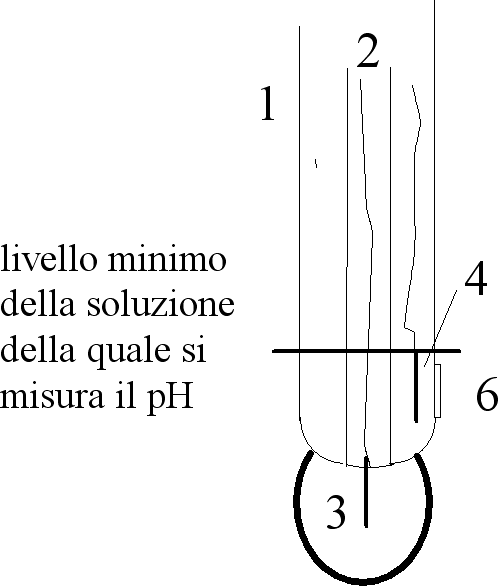 2
1
livello minimo
della soluzione
della quale si
misura il pH
4
6
3